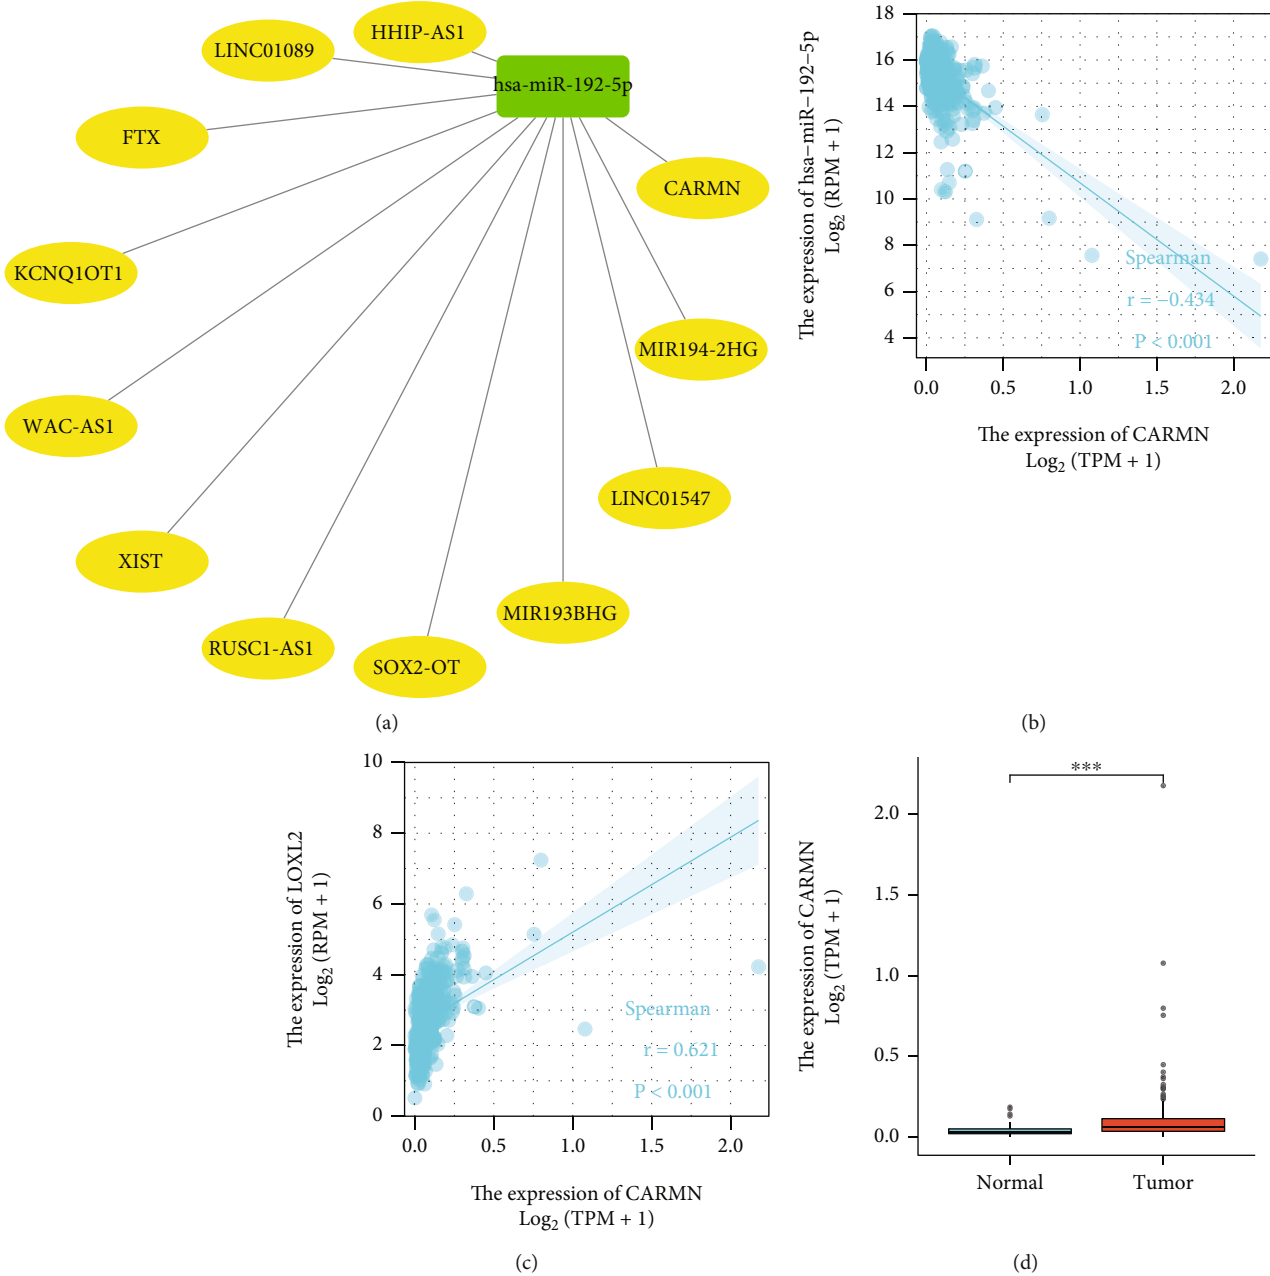 HHIP-AS1
LINC01089
hsa-miR-192-5p
FTX
CARMN
KCNQ1OT1
MIR194-2HG
WAC-AS1
LINC01547
XIST
MIR193BHG
RUSC1-AS1
SOX2-OT
(a)
The expression of hsa−miR−192−5p
Log2 (RPM + 1)
18
16
14
12
10
8
6
4
Spearman
r = −0.434
P < 0.001
0.0 0.5 1.0 1.5 2.0
The expression of CARMN
Log2 (TPM + 1)
(b)
The expression of LOXL2
Log2 (RPM + 1)
10
8
6
4
2
0
Spearman
r = 0.621
P < 0.001
0.0 0.5 1.0 1.5 2.0
The expression of CARMN
Log2 (TPM + 1)
(c)
The expression of CARMN
Log2 (TPM + 1)
***
2.0
1.5
1.0
0.5
0.0
Normal Tumor
(d)